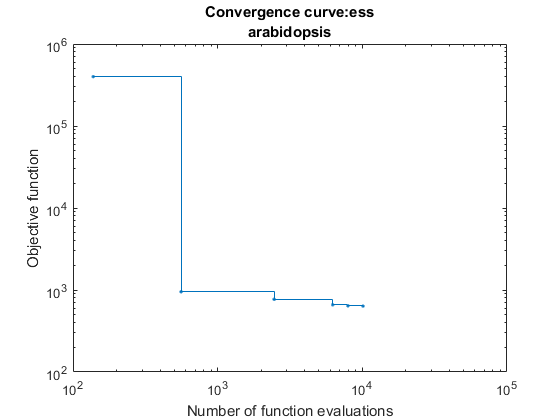 Convergence curve:ess
arabidopsis
10^6
10^5
10^4
10^3
10^2
Objective function
10^2 10^3 10^4 10^5
Number of function evaluations